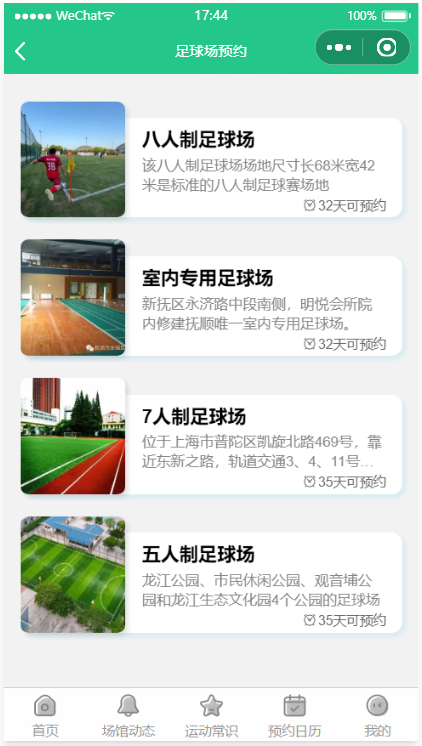 WeChat 17:44 100%
足球场预约
八人制足球场
该八人制足球场场地尺寸长68米宽42
米是标准的八人制足球赛场地
32天可预约
室内专用足球场
新抚区永济路中段南侧，明悦会所院
内修建抚顺唯一室内专用足球场。
32天可预约
7人制足球场
位于上海市普陀区凯旋北路469号，靠
近东新之路，轨道交通3、4、11号...
35天可预约
五人制足球场
龙江公园、市民休闲公园、观音埔公
园和龙江生态文化园4个公园的足球场
35天可预约
首页 场馆动态 运动常识 预约日历 我的